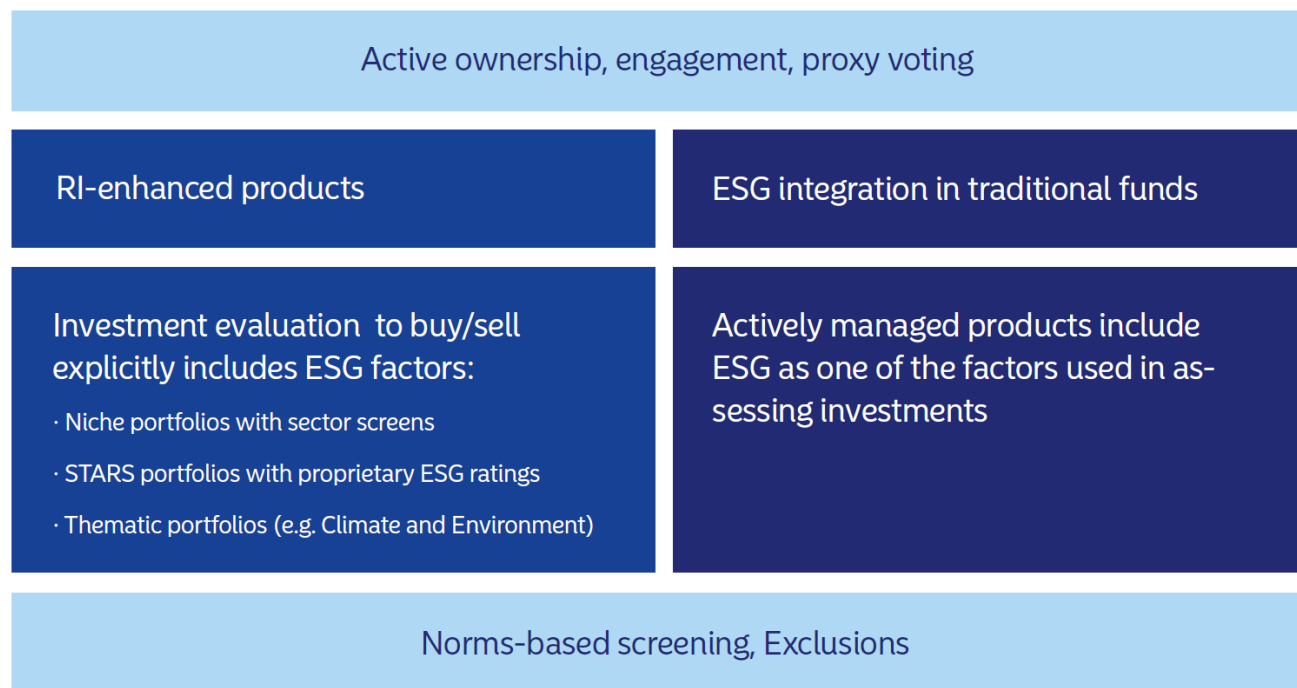 Active ownership, engagement, proxy voting
RI-enhanced products
ESG integration in traditional funds
Investment evaluation to buy/sell
explicitly includes ESG factors:
· Niche portfolios with sector screens
· STARS portfolios with proprietary ESG ratings
· Thematic portfolios (e.g. Climate and Environment)
Actively managed products include
ESG as one of the factors used in as-
sessing investments
Norms-based screening, Exclusions